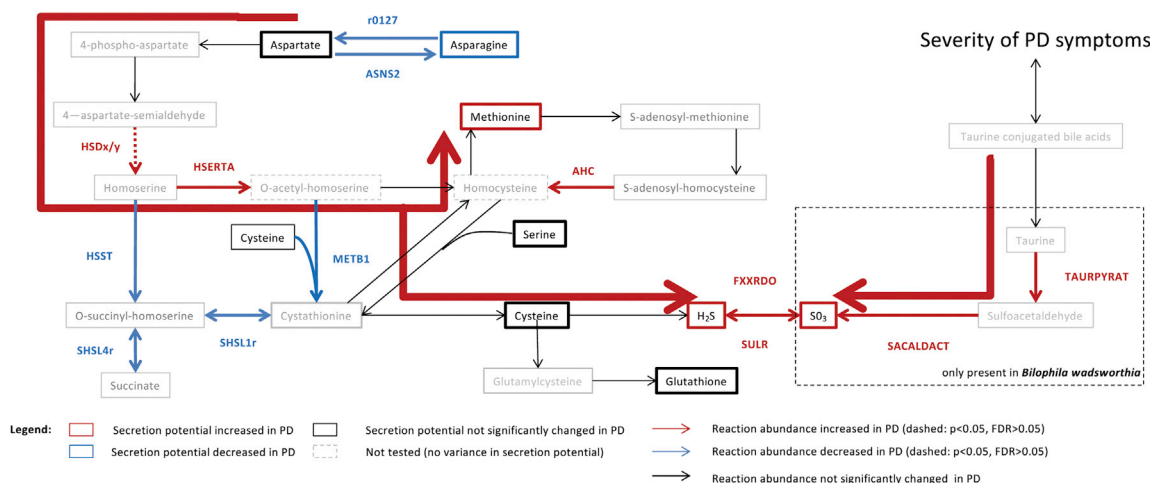 r0127
4-phospho-aspartate
Aspartate
Asparagine
Severity of PD symptoms
ASNS2
4—aspartate-semialdehyde
Methionine
S-adenosyl-methionine
Taurine conjugated bile acids
HSDx/y
HSERTA
AHC
Homoserine
O-acetyl-homoserine
Homocysteine
S-adenosyl-homocysteine
Cysteine
Serine
Taurine
HSST
METB1
FXXRDO
TAURPYRAT
O-succinyl-homoserine
Cystathionine
Cysteine
H2S
SO3
Sulfoacetaldehyde
SHSL4r
SHSL1r
SULR
SACALDACT
Succinate
Glutamylcysteine
Glutathione
only present in Bilophila wadsworthia
Legend:
Secretion potential increased in PD
Secretion potential not significantly changed in PD
Reaction abundance increased in PD (dashed: p<0.05, FDR>0.05)
Secretion potential decreased in PD
Not tested (no variance in secretion potential)
Reaction abundance decreased in PD (dashed: p<0.05, FDR>0.05)
Reaction abundance not significantly changed in PD